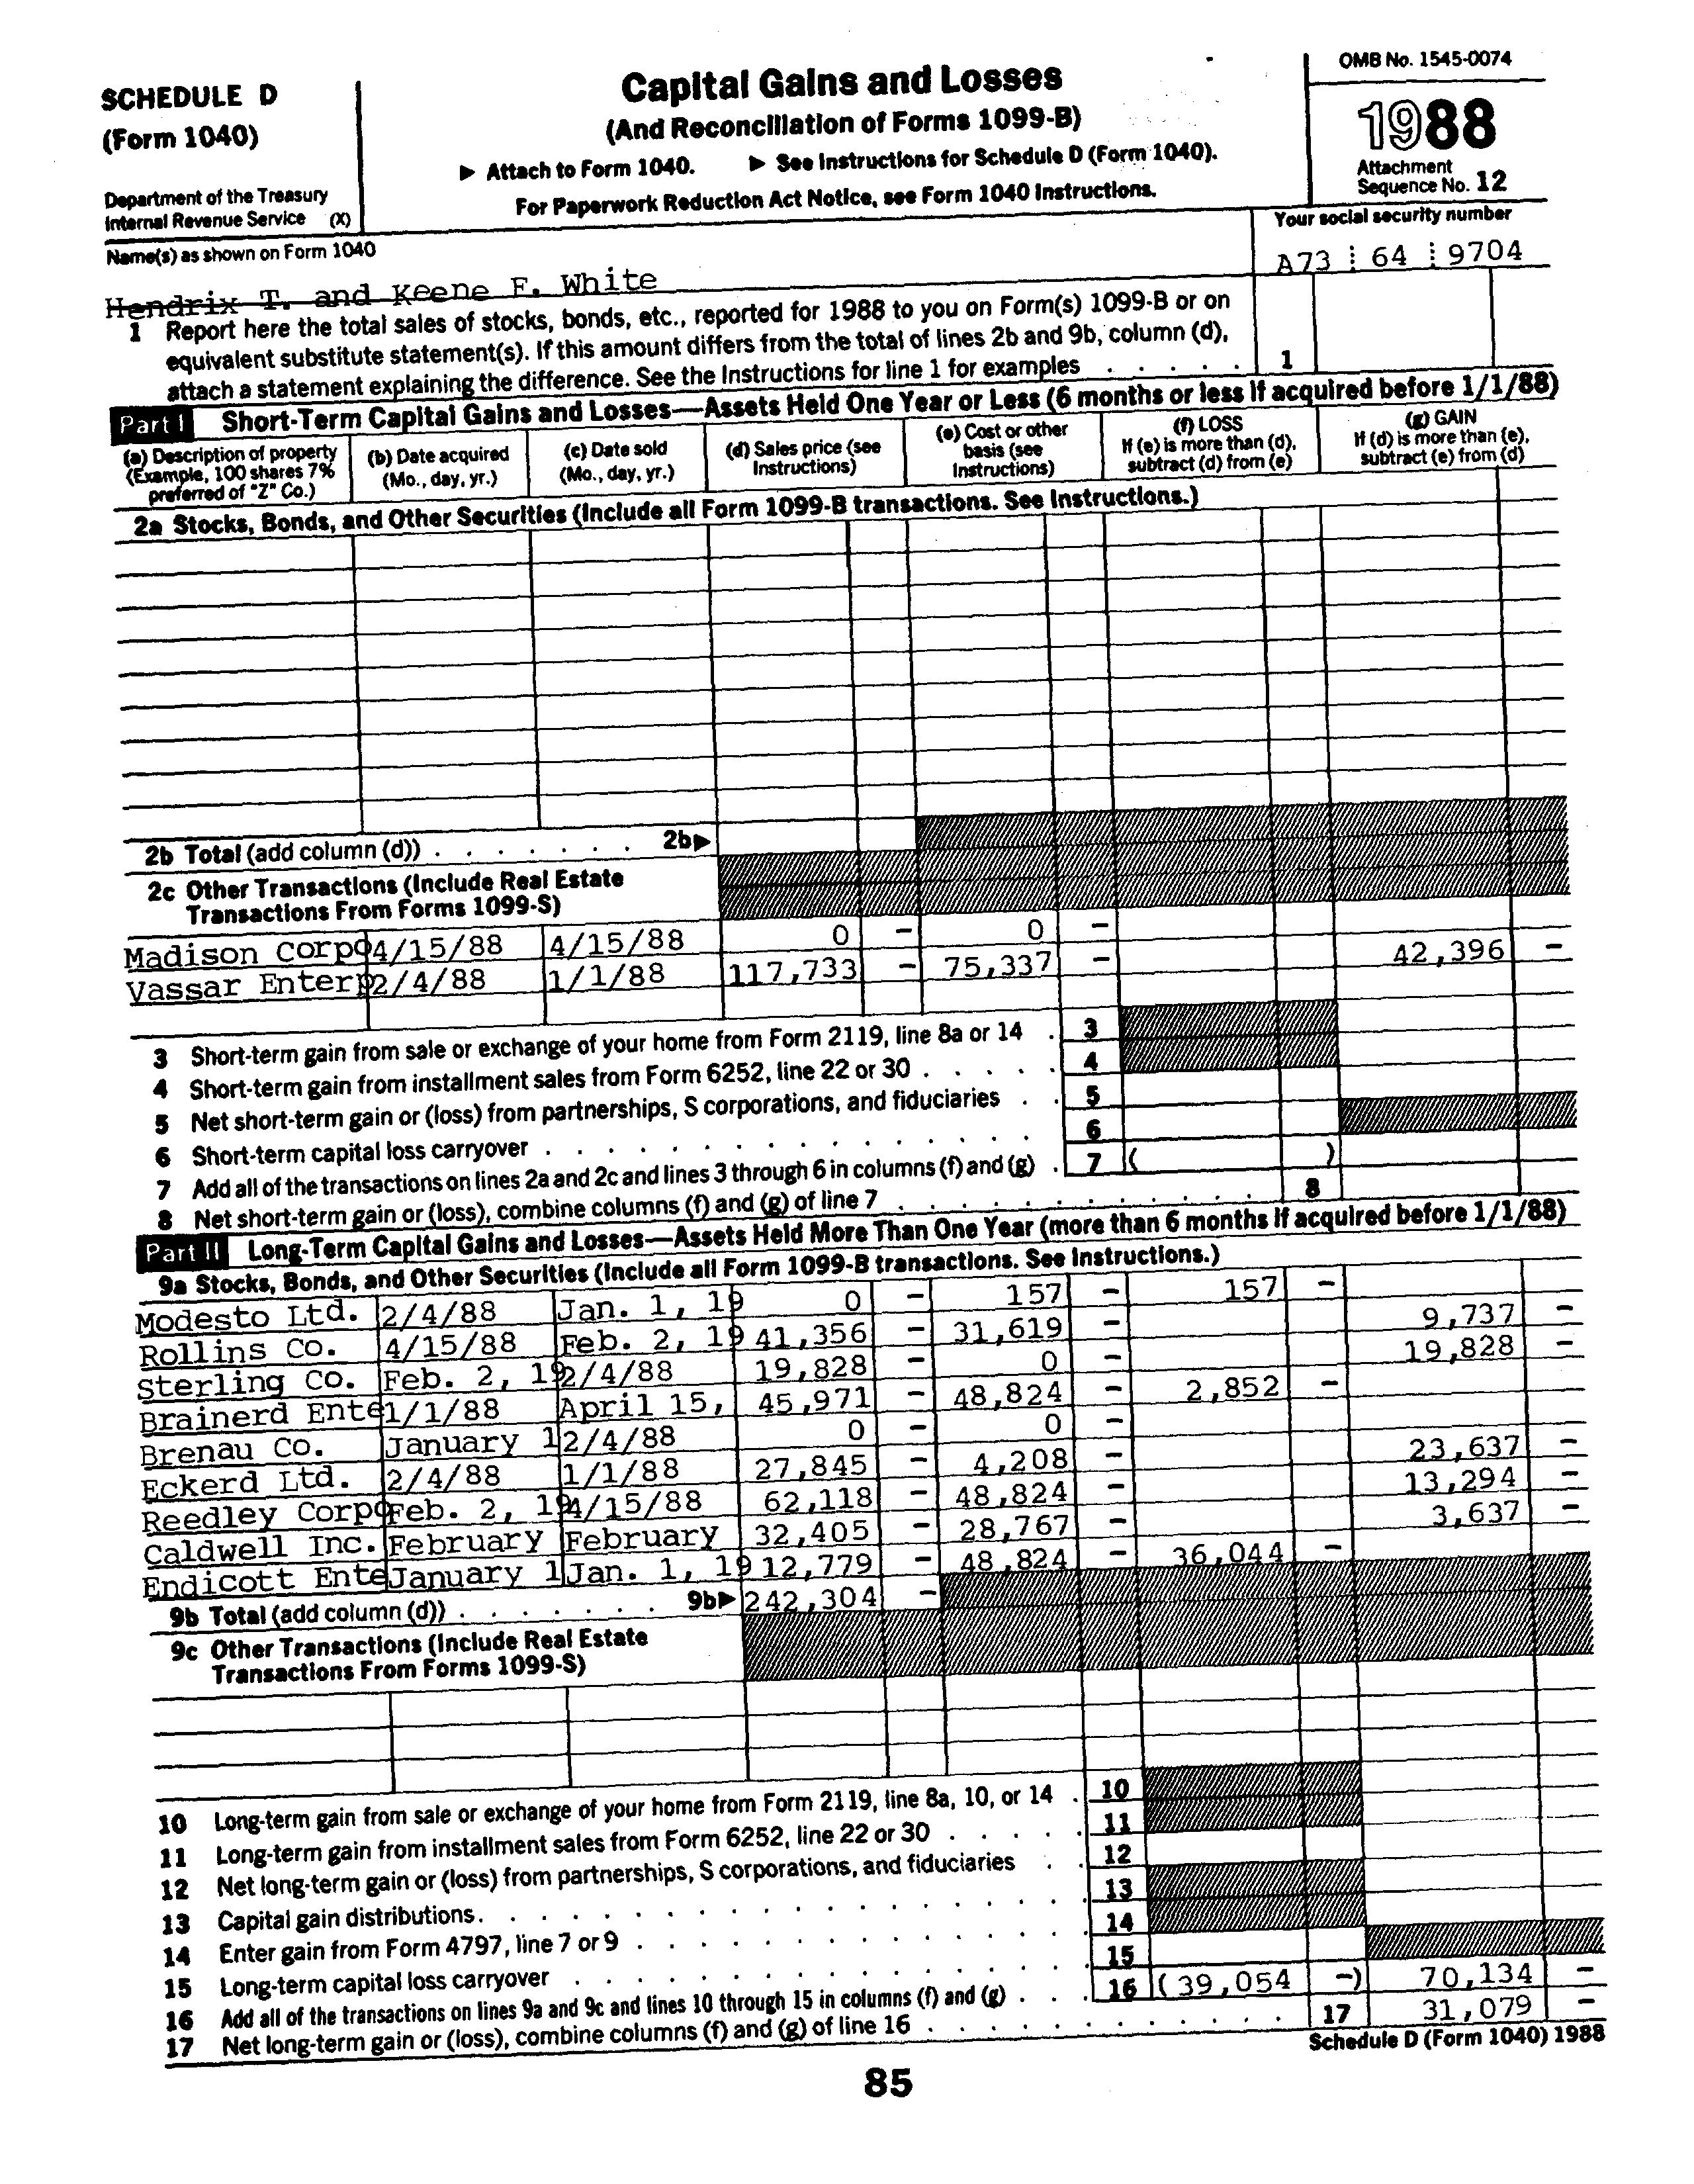 SCHEDULE D
(Form 1040)
Department of the Treasury
Internal Revenue Service (X)
Capital Gains and Losses
(And Reconciliation of Forms 1099-B)
▶ Attach to Form 1040. ▶ See Instructions for Schedule D (Form 1040).
For Paperwork Reduction Act Notice, see Form 1040 Instructions.
OMB No. 1545-0074
1988
Attachment
Sequence No. 12
Name(s) as shown on Form 1040
Your social security number
Hendrix T. and Keene F. White
A73 64 9704
1 Report here the total sales of stocks, bonds, etc., reported for 1988 to you on Form(s) 1099-B or on
equivalent substitute statement(s). If this amount differs from the total of lines 2b and 9b, column (d),
attach a statement explaining the difference. See the Instructions for line 1 for examples . . . . . 1
Part I Short-Term Capital Gains and Losses—Assets Held One Year or Less (6 months or less if acquired before 1/1/88)
(a) Description of property
(Example, 100 shares 7%
preferred of "Z" Co.)
(b) Date acquired
(Mo., day, yr.)
(c) Date sold
(Mo., day, yr.)
(d) Sales price (see
Instructions)
(e) Cost or other
basis (see
Instructions)
(f) LOSS
If (e) is more than (d),
subtract (d) from (e)
(g) GAIN
If (d) is more than (e),
subtract (e) from (d)
2a Stocks, Bonds, and Other Securities (Include all Form 1099-B transactions. See Instructions.)
2b Total (add column (d)) . . . . . . . 2b▶
2c Other Transactions (Include Real Estate
Transactions From Forms 1099-S)
Madison Corpo 4/15/88 4/15/88 0 - 0 -
Vassar Enterp 2/4/88 1/1/88 117,733 - 75,337 - 42,396 -
3 Short-term gain from sale or exchange of your home from Form 2119, line 8a or 14 . 3
4 Short-term gain from installment sales from Form 6252, line 22 or 30 . . . . . 4
5 Net short-term gain or (loss) from partnerships, S corporations, and fiduciaries . . 5
6 Short-term capital loss carryover . . . . . . . . . . . . . . . 6
7 Add all of the transactions on lines 2a and 2c and lines 3 through 6 in columns (f) and (g) . 7 ( )
8 Net short-term gain or (loss), combine columns (f) and (g) of line 7 . . . . . . . . . . . 8
Part II Long-Term Capital Gains and Losses—Assets Held More Than One Year (more than 6 months if acquired before 1/1/88)
9a Stocks, Bonds, and Other Securities (Include all Form 1099-B transactions. See Instructions.)
Modesto Ltd. 2/4/88 Jan. 1, 19 0 - 157 - 157 -
Rollins Co. 4/15/88 Feb. 2, 19 41,356 - 31,619 - 9,737 -
Sterling Co. Feb. 2, 19 2/4/88 19,828 - 0 - 19,828 -
Brainerd Ente 1/1/88 April 15, 45,971 - 48,824 - 2,852 -
Brenau Co. January 1 2/4/88 0 - 0 -
Eckerd Ltd. 2/4/88 1/1/88 27,845 - 4,208 - 23,637 -
Reedley Corpo Feb. 2, 19 4/15/88 62,118 - 48,824 - 13,294 -
Caldwell Inc. February February 32,405 - 28,767 - 3,637 -
Endicott Ente January 1 Jan. 1, 19 12,779 - 48,824 - 36,044 -
9b Total (add column (d)) . . . . . . . 9b▶ 242,304 -
9c Other Transactions (Include Real Estate
Transactions From Forms 1099-S)
10 Long-term gain from sale or exchange of your home from Form 2119, line 8a, 10, or 14 . 10
11 Long-term gain from installment sales from Form 6252, line 22 or 30 . . . . . 11
12 Net long-term gain or (loss) from partnerships, S corporations, and fiduciaries . . 12
13 Capital gain distributions . . . . . . . . . . . . . . . . 13
14 Enter gain from Form 4797, line 7 or 9 . . . . . . . . . . . . 14
15 Long-term capital loss carryover . . . . . . . . . . . . . . 15
16 Add all of the transactions on lines 9a and 9c and lines 10 through 15 in columns (f) and (g) . . . 16 ( 39,054 -) 70,134 -
17 Net long-term gain or (loss), combine columns (f) and (g) of line 16 . . . . . . . . . . . 17 31,079 -
Schedule D (Form 1040) 1988
85